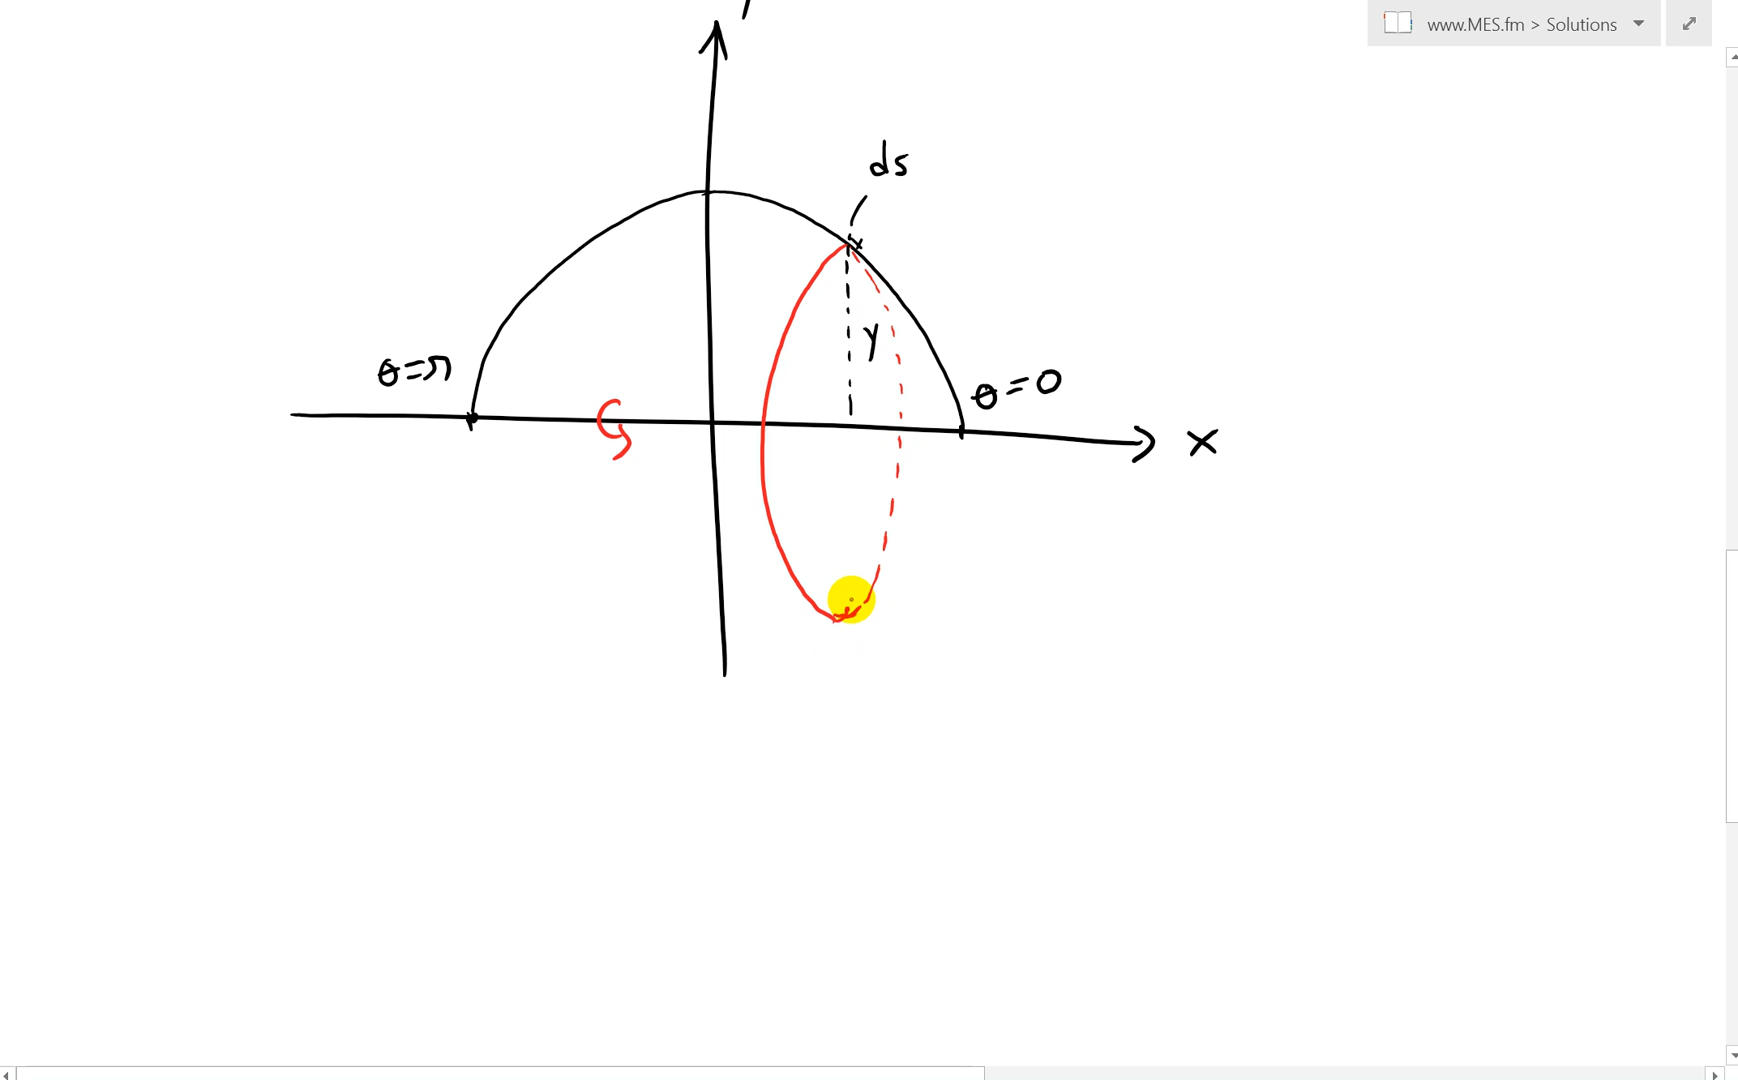 www.MES.fm > Solutions
ds
y
θ=π
θ=0
x